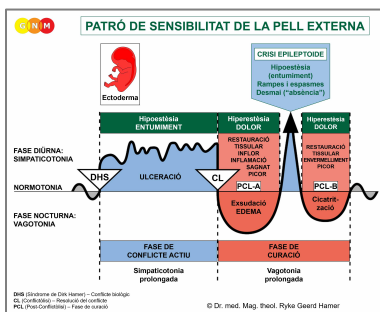 GNM
PATRÓ DE SENSIBILITAT DE LA PELL EXTERNA
CRISI EPILEPTOIDE
Hipoestèsia
(entumiment)
Rampes i espasmes
Desmai ("absència")
Ectoderma
Hipoestèsia
ENTUMIMENT
Hiperestèsia
DOLOR
Hiperestèsia
DOLOR
RESTAURACIÓ
TISSULAR
INFLOR
INFLAMACIÓ
SAGNAT
PICOR
RESTAURACIÓ
TISSULAR
ENVERMELLIMENT
PICOR
FASE DIÜRNA:
SIMPATICOTONIA
DHS
ULCERACIÓ
CL
PCL-A
PCL-B
NORMOTONIA
Exsudació
EDEMA
Cicatrit-
zació
FASE NOCTURNA:
VAGOTONIA
FASE DE
CONFLICTE ACTIU
FASE DE
CURACIÓ
Simpaticotonia
prolongada
Vagotonia
prolongada
DHS (Síndrome de Dirk Hamer) – Conflicte biològic
CL (Conflictòlisi) – Resolució del conflicte
PCL (Post-Conflictòlisi) – Fase de curació
© Dr. med. Mag. theol. Ryke Geerd Hamer